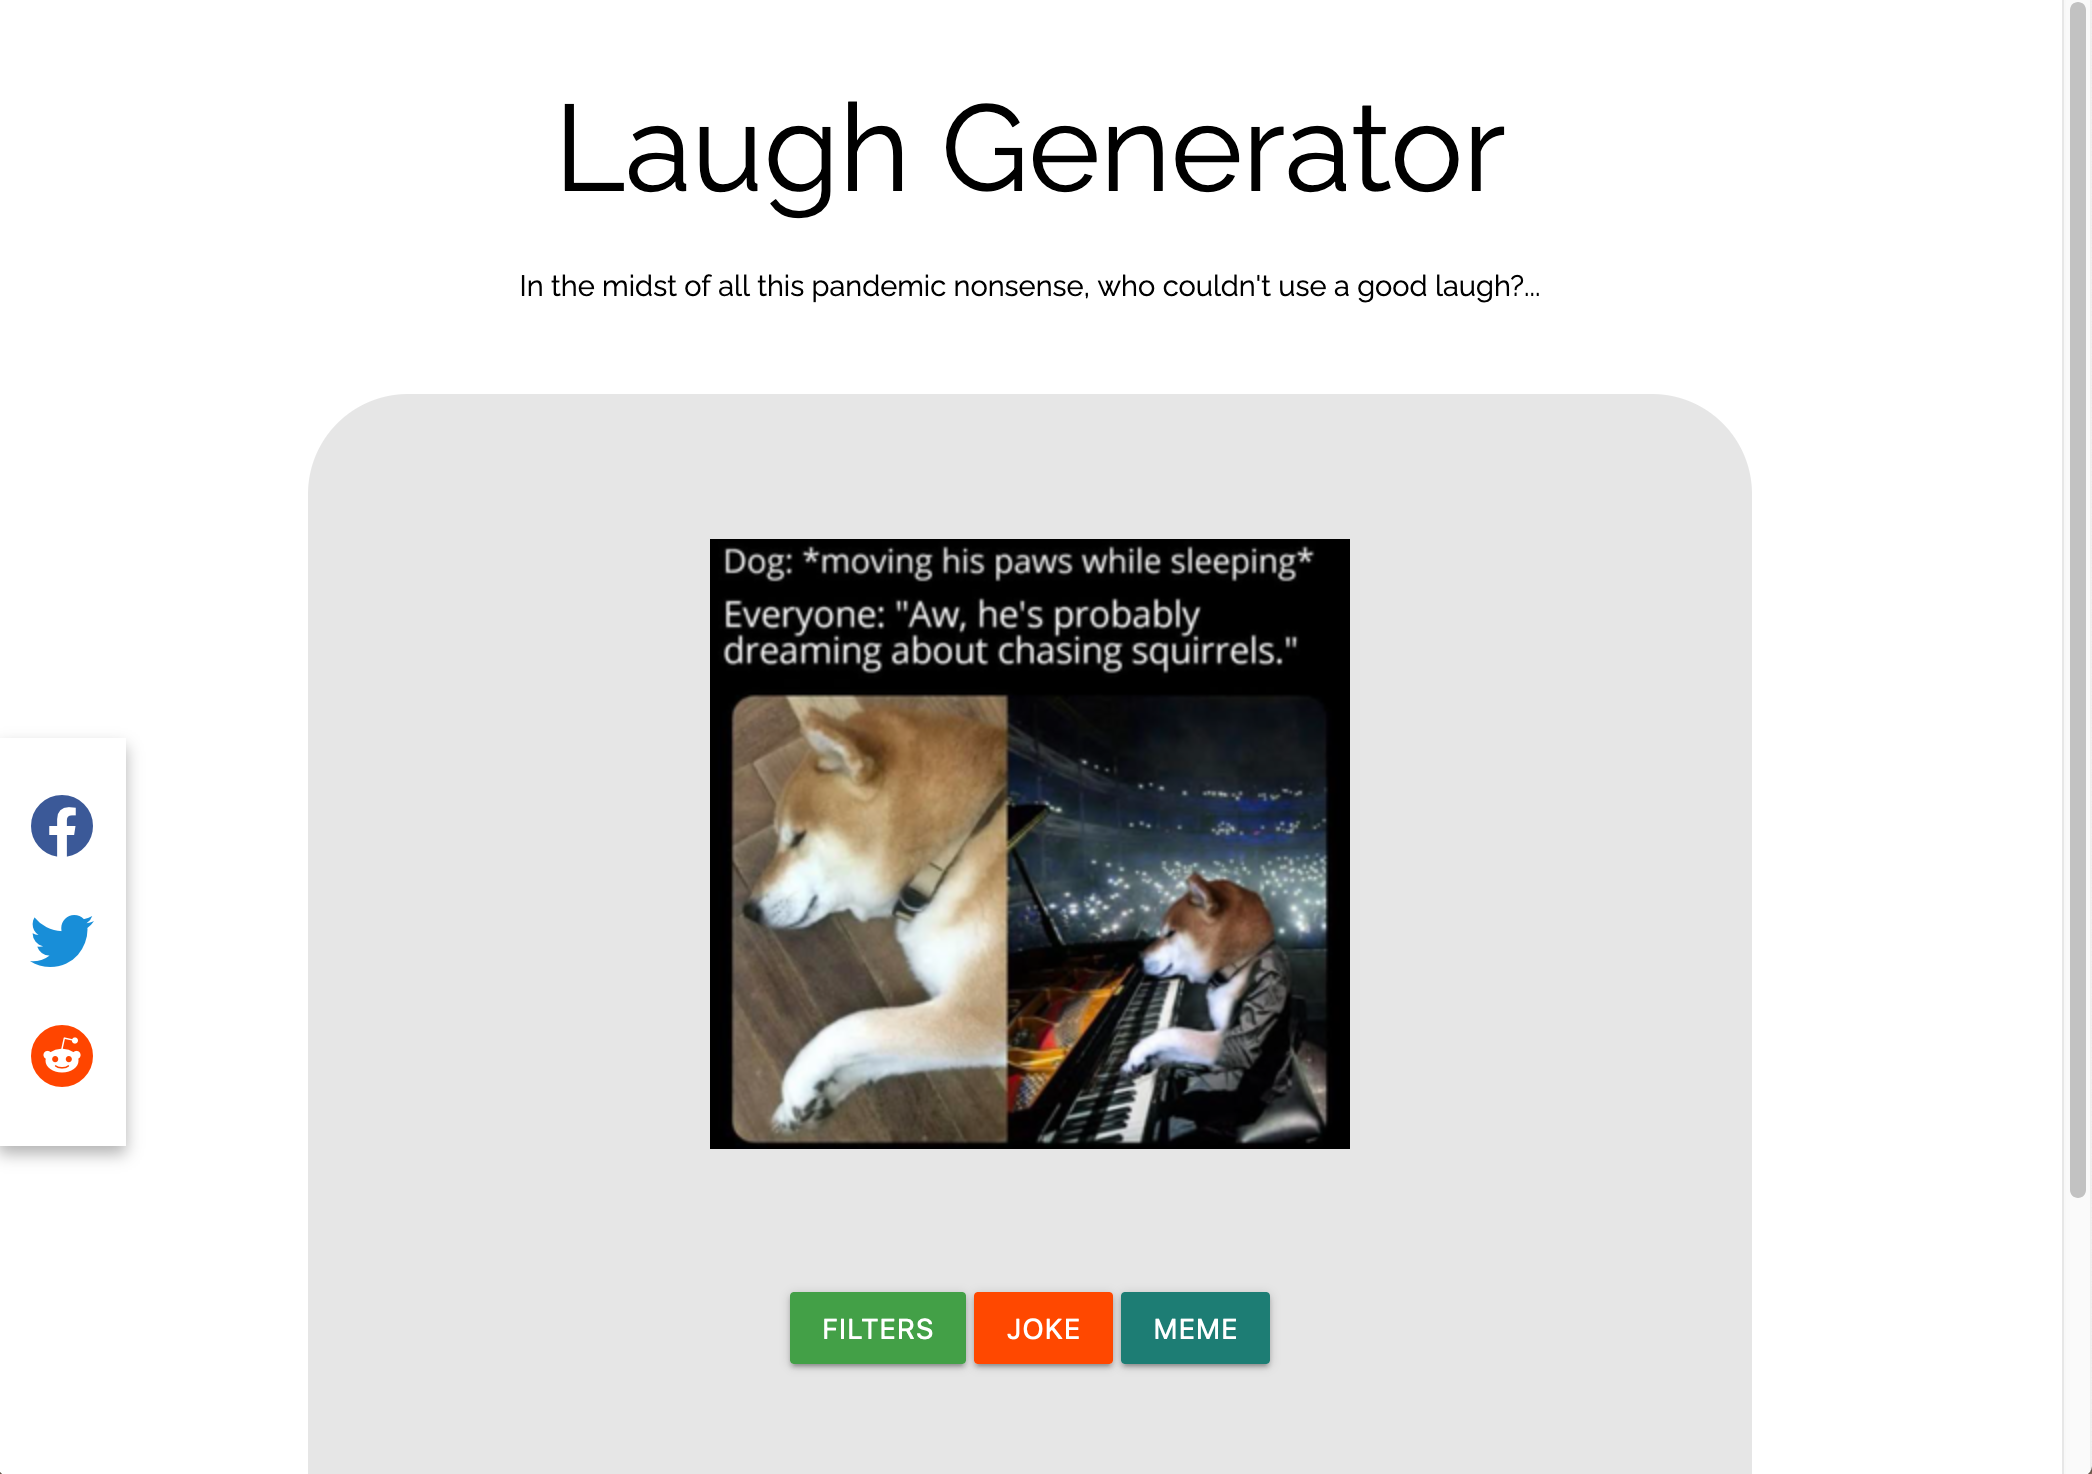 Laugh Generator
In the midst of all this pandemic nonsense, who couldn't use a good laugh?...
Dog: *moving his paws while sleeping*
Everyone: "Aw, he's probably
dreaming about chasing squirrels."
FILTERS
JOKE
MEME